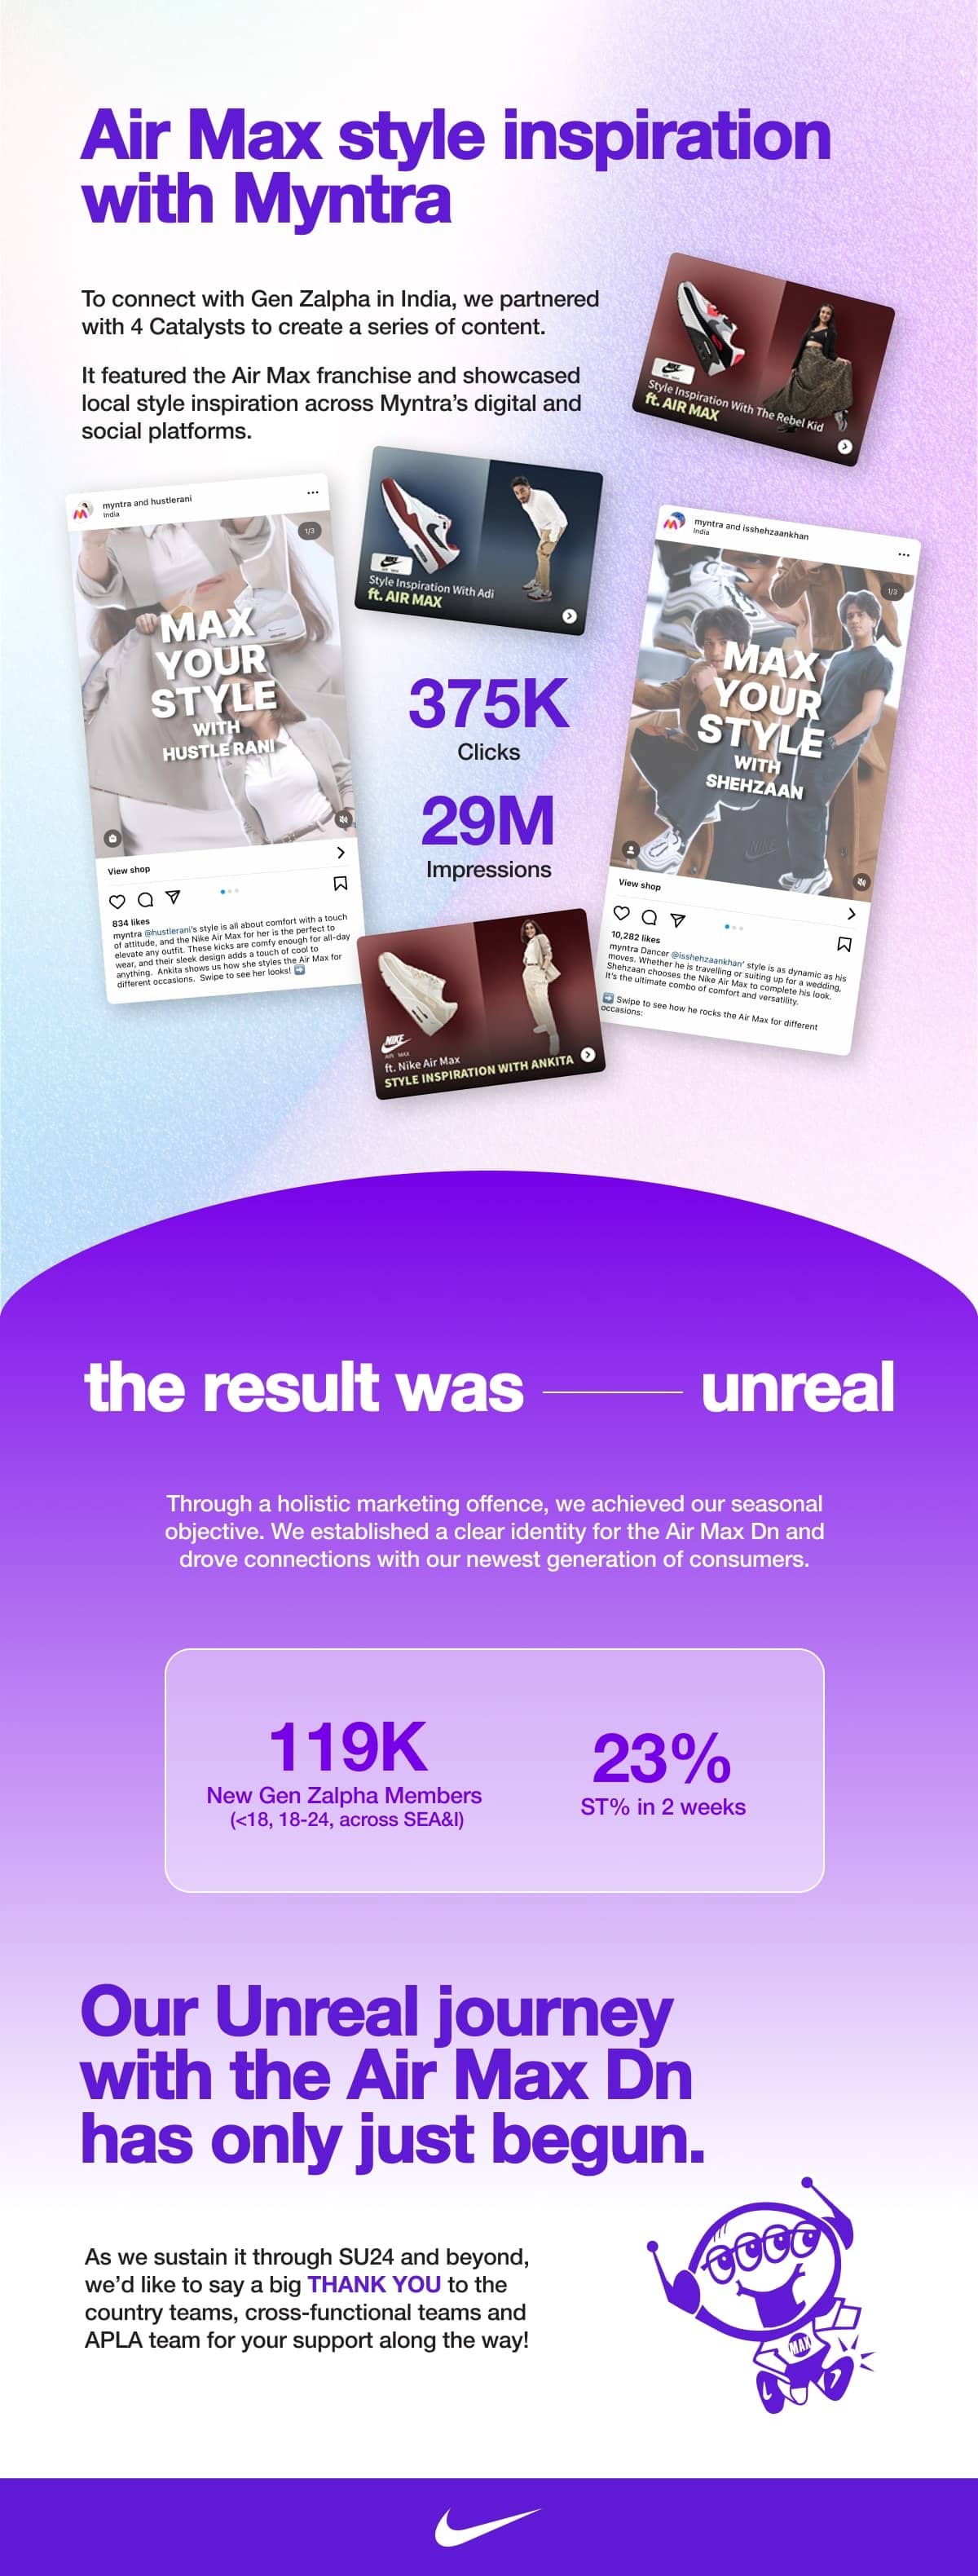 Air Max style inspiration
with Myntra
To connect with Gen Zalpha in India, we partnered
with 4 Catalysts to create a series of content.
It featured the Air Max franchise and showcased
local style inspiration across Myntra’s digital and
social platforms.
NIKE
Style Inspiration With The Rebel Kid
ft. AIR MAX
myntra and hustlerani
India
1/3
MAX
YOUR
STYLE
WITH
HUSTLE RANI
View shop
834 likes
myntra @hustlerani's style is all about comfort with a touch
of attitude, and the Nike Air Max for her is the perfect to
elevate any outfit. These kicks are comfy enough for all-day
wear, and their sleek design adds a touch of cool to
anything. Ankita shows us how she styles the Air Max for
different occasions. Swipe to see her looks! ➡️
NIKE
Style Inspiration With Adi
ft. AIR MAX
375K
Clicks
29M
Impressions
myntra and isshehzaankhan
India
1/3
MAX
YOUR
STYLE
WITH
SHEHZAAN
NIKE
View shop
10,282 likes
myntra Dancer @isshehzaankhan' style is as dynamic as his
moves. Whether he is travelling or suiting up for a wedding,
Shehzaan chooses the Nike Air Max to complete his look.
It's the ultimate combo of comfort and versatility.
➡️ Swipe to see how he rocks the Air Max for different
occasions:
NIKE
AIR MAX
ft. Nike Air Max
STYLE INSPIRATION WITH ANKITA
the result was unreal
Through a holistic marketing offence, we achieved our seasonal
objective. We established a clear identity for the Air Max Dn and
drove connections with our newest generation of consumers.
119K
New Gen Zalpha Members
(<18, 18-24, across SEA&I)
23%
ST% in 2 weeks
Our Unreal journey
with the Air Max Dn
has only just begun.
As we sustain it through SU24 and beyond,
we’d like to say a big THANK YOU to the
country teams, cross-functional teams and
APLA team for your support along the way!
MAX